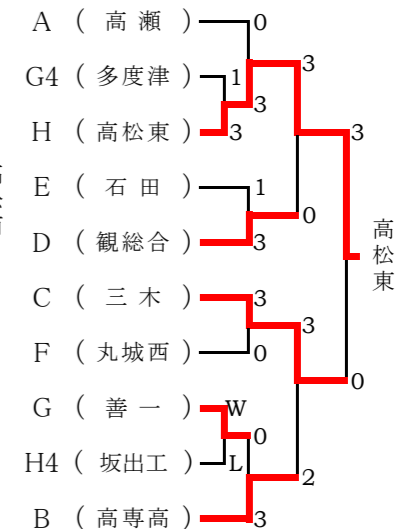 A ( 高 瀬 ) 0
3
G4 ( 多度津 ) 1
3
H ( 高松東 ) 3
3
E ( 石 田 ) 1
0
D ( 観総合 ) 3
高松東
C ( 三 木 ) 3
3
F ( 丸城西 ) 0
0
G ( 善 一 ) W
0
H4 ( 坂出工 ) L
2
B ( 高専高 ) 3